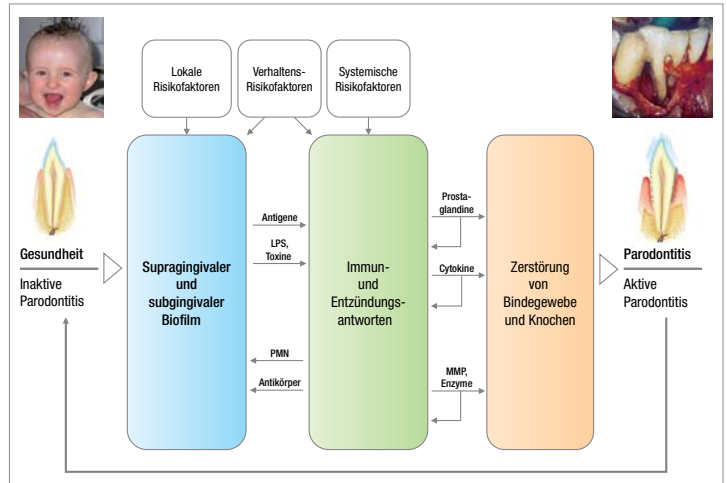 Lokale
Risikofaktoren
Verhaltens-
Risikofaktoren
Systemische
Risikofaktoren
Gesundheit
Inaktive
Parodontitis
Supragingivaler
und
subgingivaler
Biofilm
Antigene
LPS,
Toxine
PMN
Antikörper
Immun-
und
Entzündungs-
antworten
Prosta-
glandine
Cytokine
MMP,
Enzyme
Zerstörung
von
Bindegewebe
und Knochen
Parodontitis
Aktive
Parodontitis